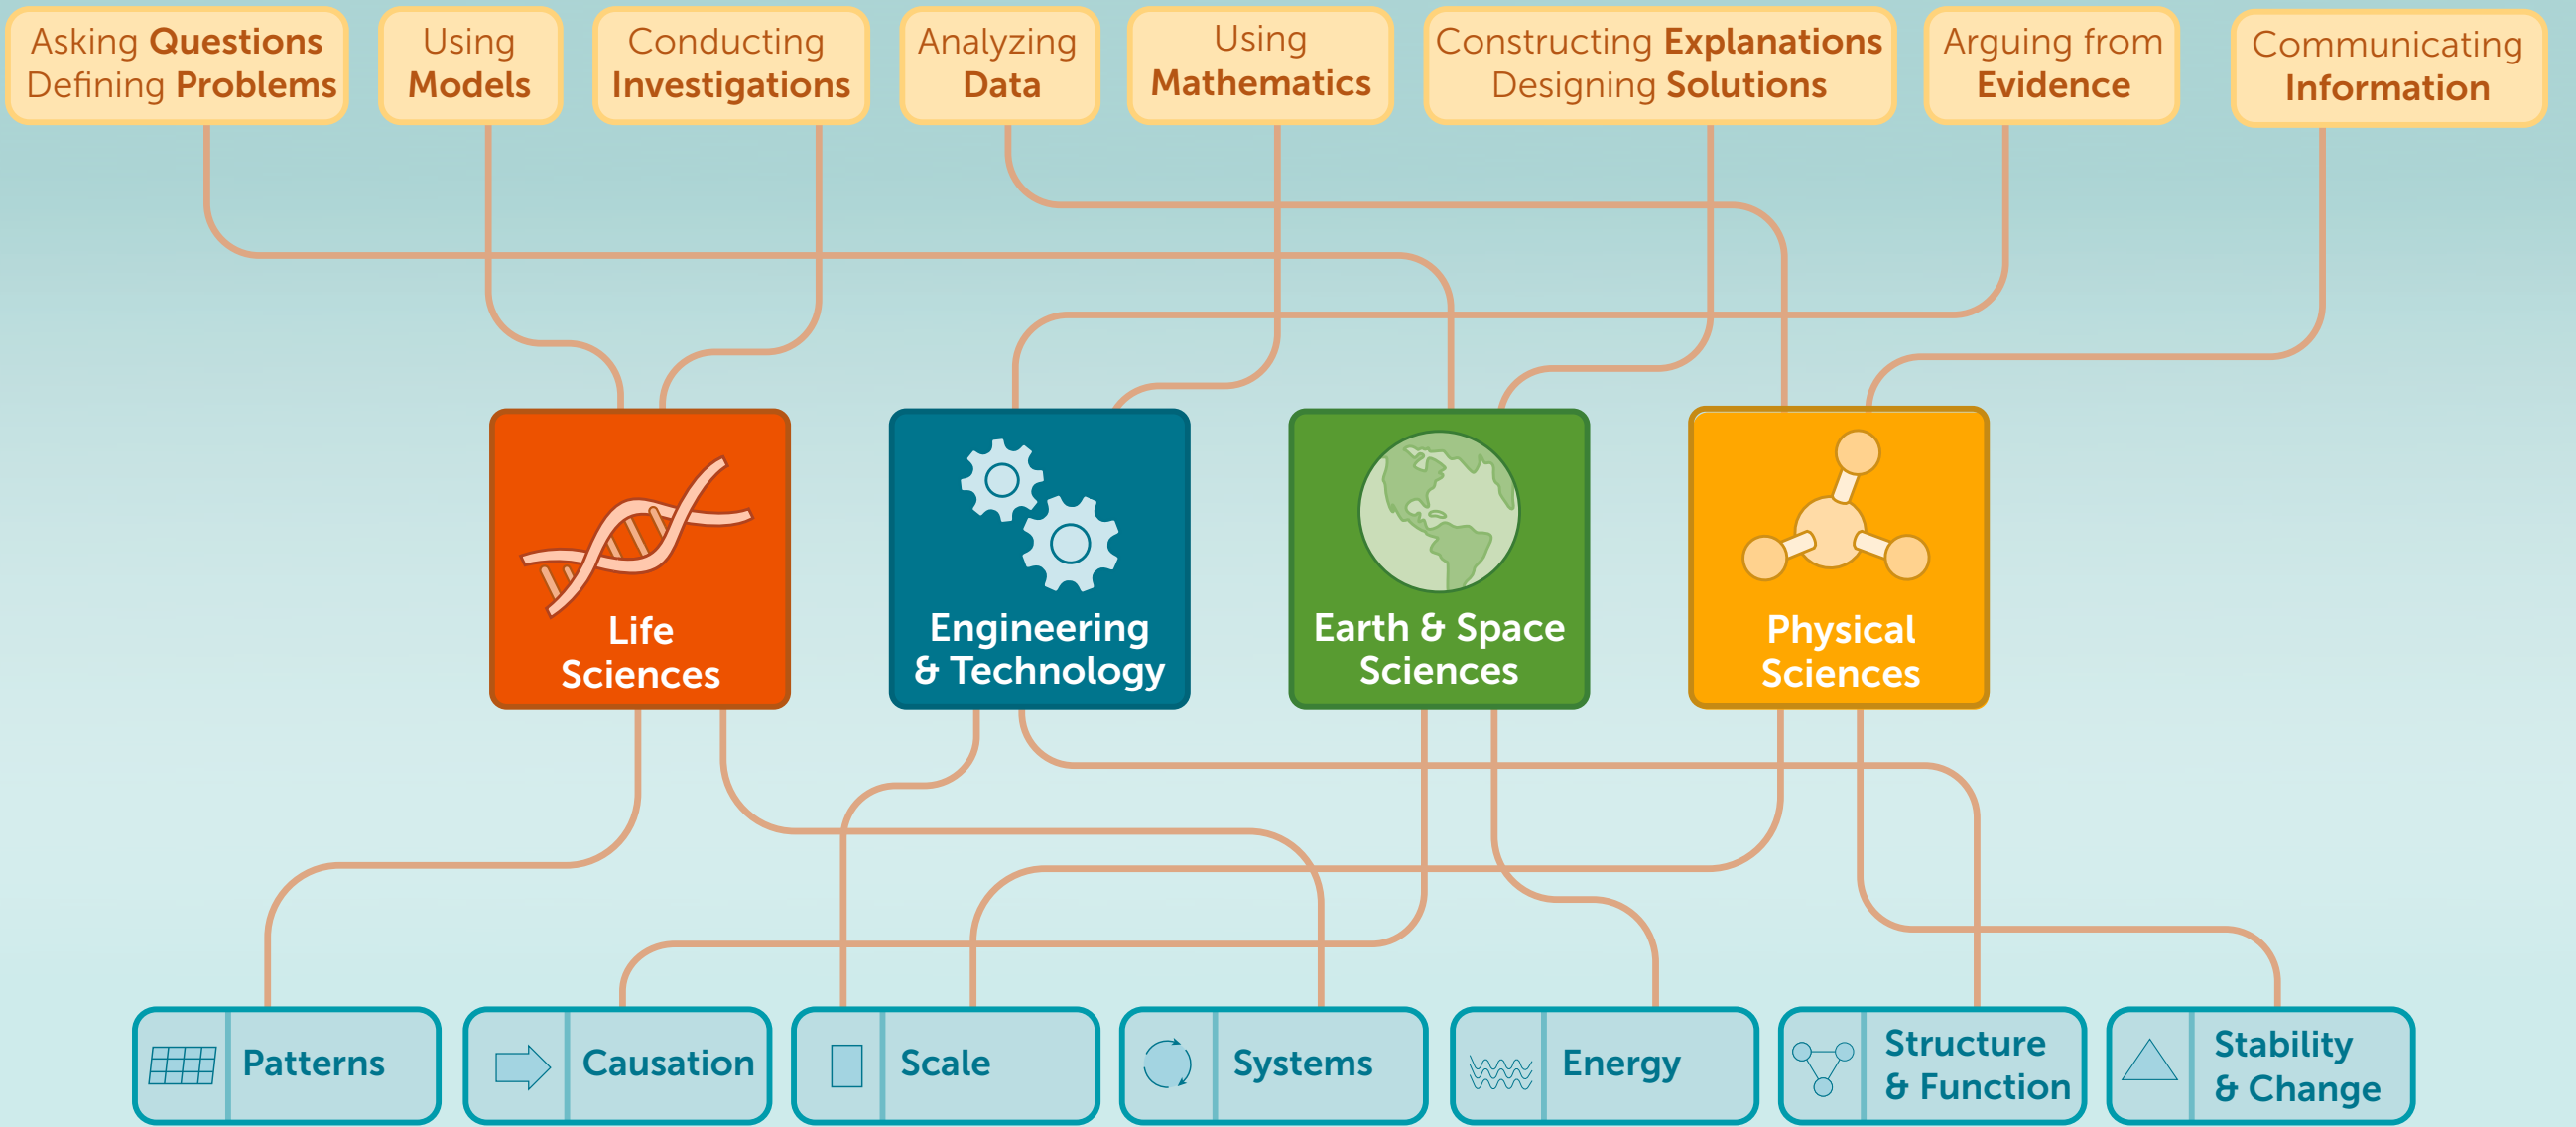 Asking Questions
Defining Problems
Using
Models
Conducting
Investigations
Analyzing
Data
Using
Mathematics
Constructing Explanations
Designing Solutions
Arguing from
Evidence
Communicating
Information
Life
Sciences
Engineering
& Technology
Earth & Space
Sciences
Physical
Sciences
Patterns
Causation
Scale
Systems
Energy
Structure
& Function
Stability
& Change